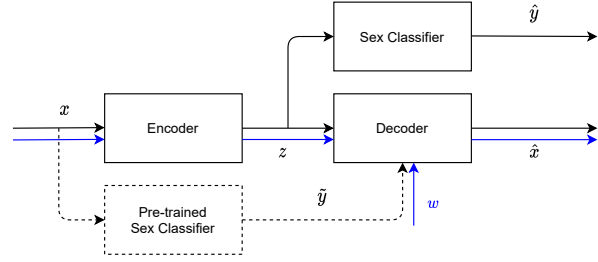 ŷ
Sex Classifier
x
Encoder
z
Decoder
x̂
Pre-trained
Sex Classifier
ỹ
w